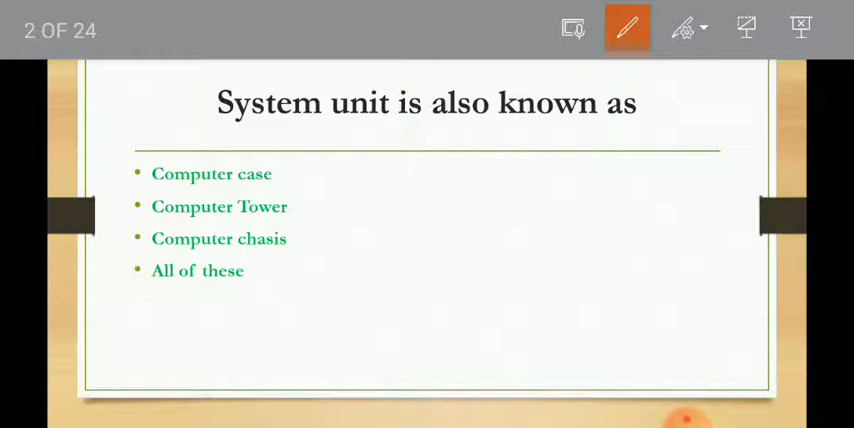 2 OF 24
System unit is also known as
Computer case
Computer Tower
Computer chasis
All of these